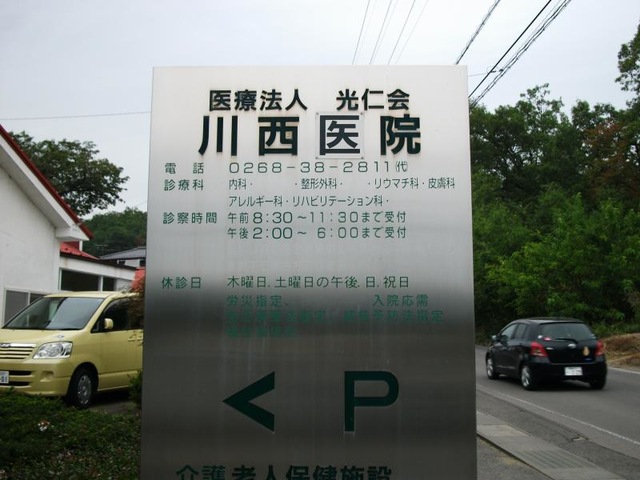 医療法人 光仁会
川西医院
電話 0268-38-2811(代)
診療科 内科・ ・整形外科・ ・リウマチ科・皮膚科
アレルギー科・リハビリテーション科・
診察時間 午前8:30~11:30まで受付
午後2:00~ 6:00まで受付
休診日 木曜日、土曜日の午後、日、祝日
労災指定、 入院応需
＜ P
介護老人保健施設